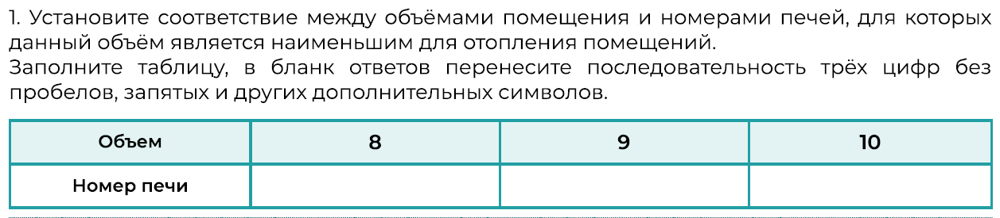 1. Установите соответствие между объёмами помещения и номерами печей, для которых
данный объём является наименьшим для отопления помещений.
Заполните таблицу, в бланк ответов перенесите последовательность трёх цифр без
пробелов, запятых и других дополнительных символов.
Объем 8 9 10
Номер печи